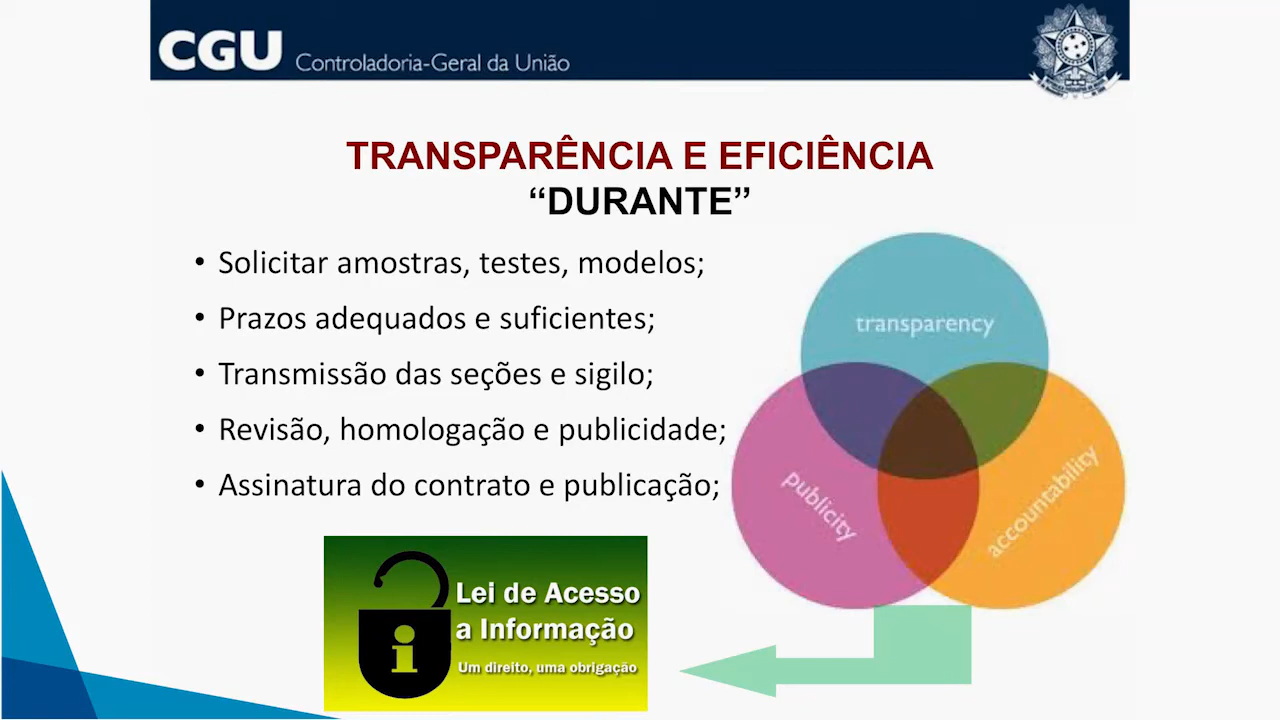 CGU Controladoria-Geral da União
TRANSPARÊNCIA E EFICIÊNCIA
“DURANTE”
• Solicitar amostras, testes, modelos;
• Prazos adequados e suficientes;
• Transmissão das seções e sigilo;
• Revisão, homologação e publicidade;
• Assinatura do contrato e publicação;
transparency
publicity
accountability
Lei de Acesso
a Informação
Um direito, uma obrigação